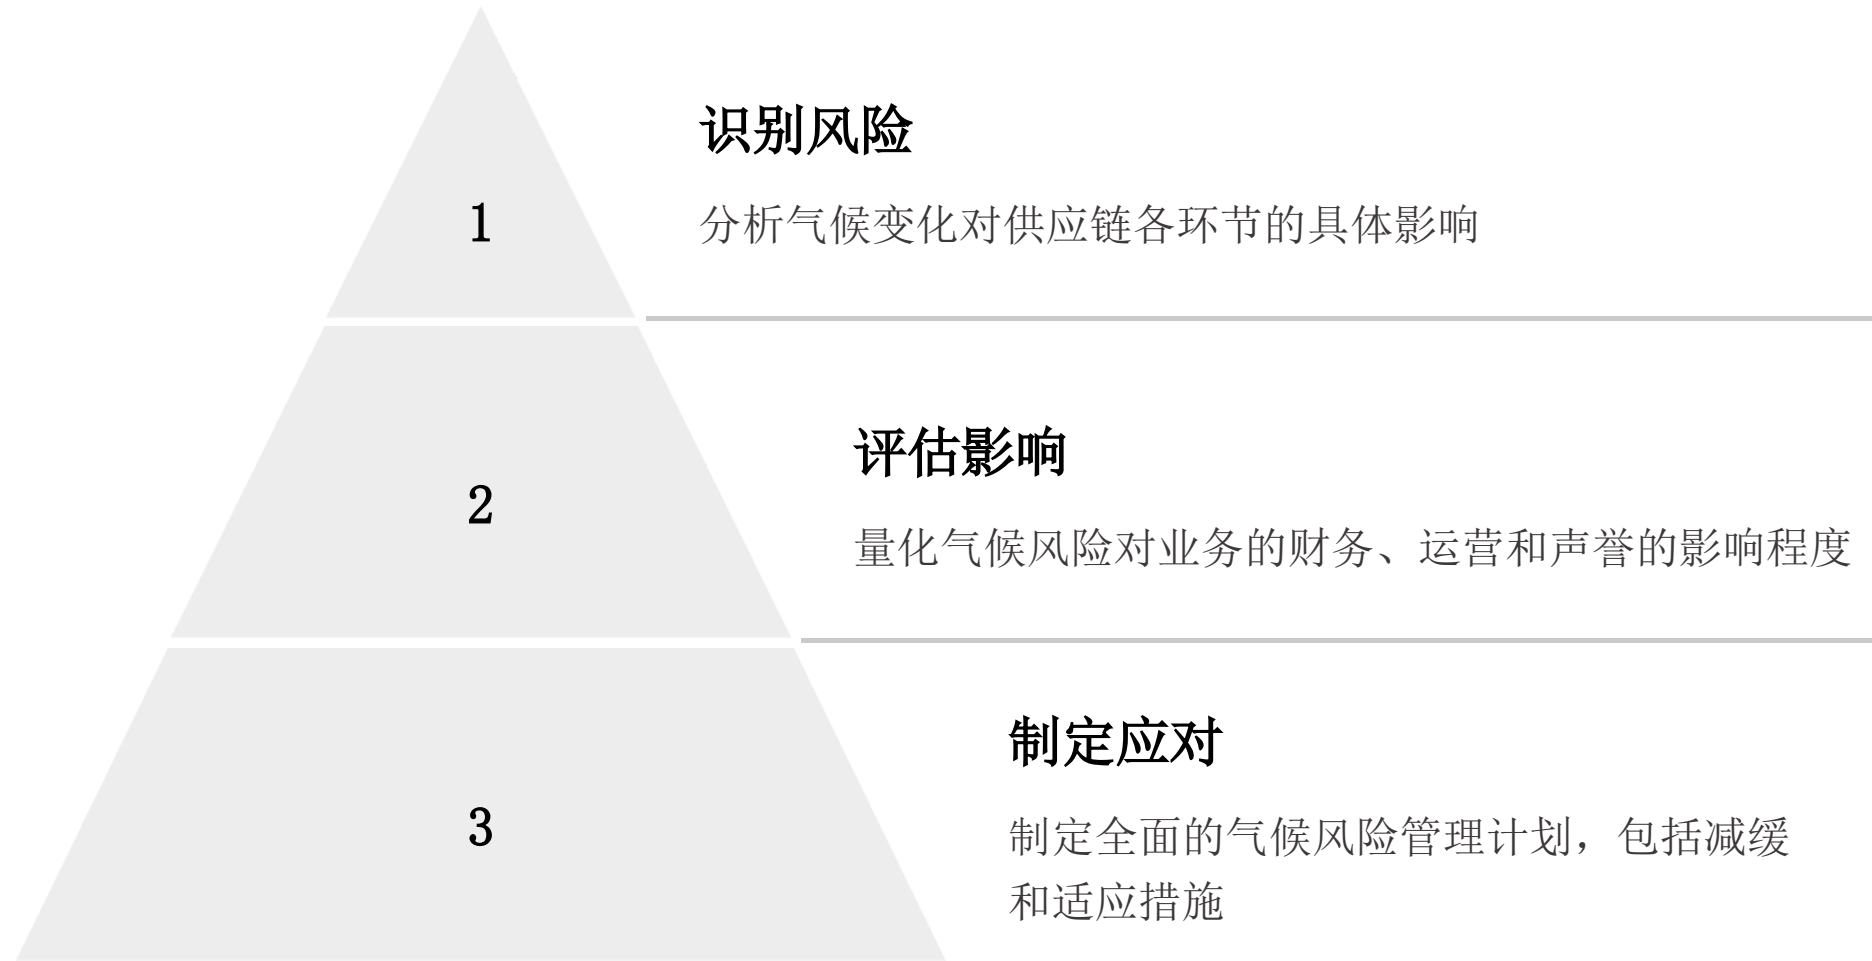 识别风险
1
分析气候变化对供应链各环节的具体影响
评估影响
2
量化气候风险对业务的财务、运营和声誉的影响程度
制定应对
3
制定全面的气候风险管理计划，包括减缓
和适应措施